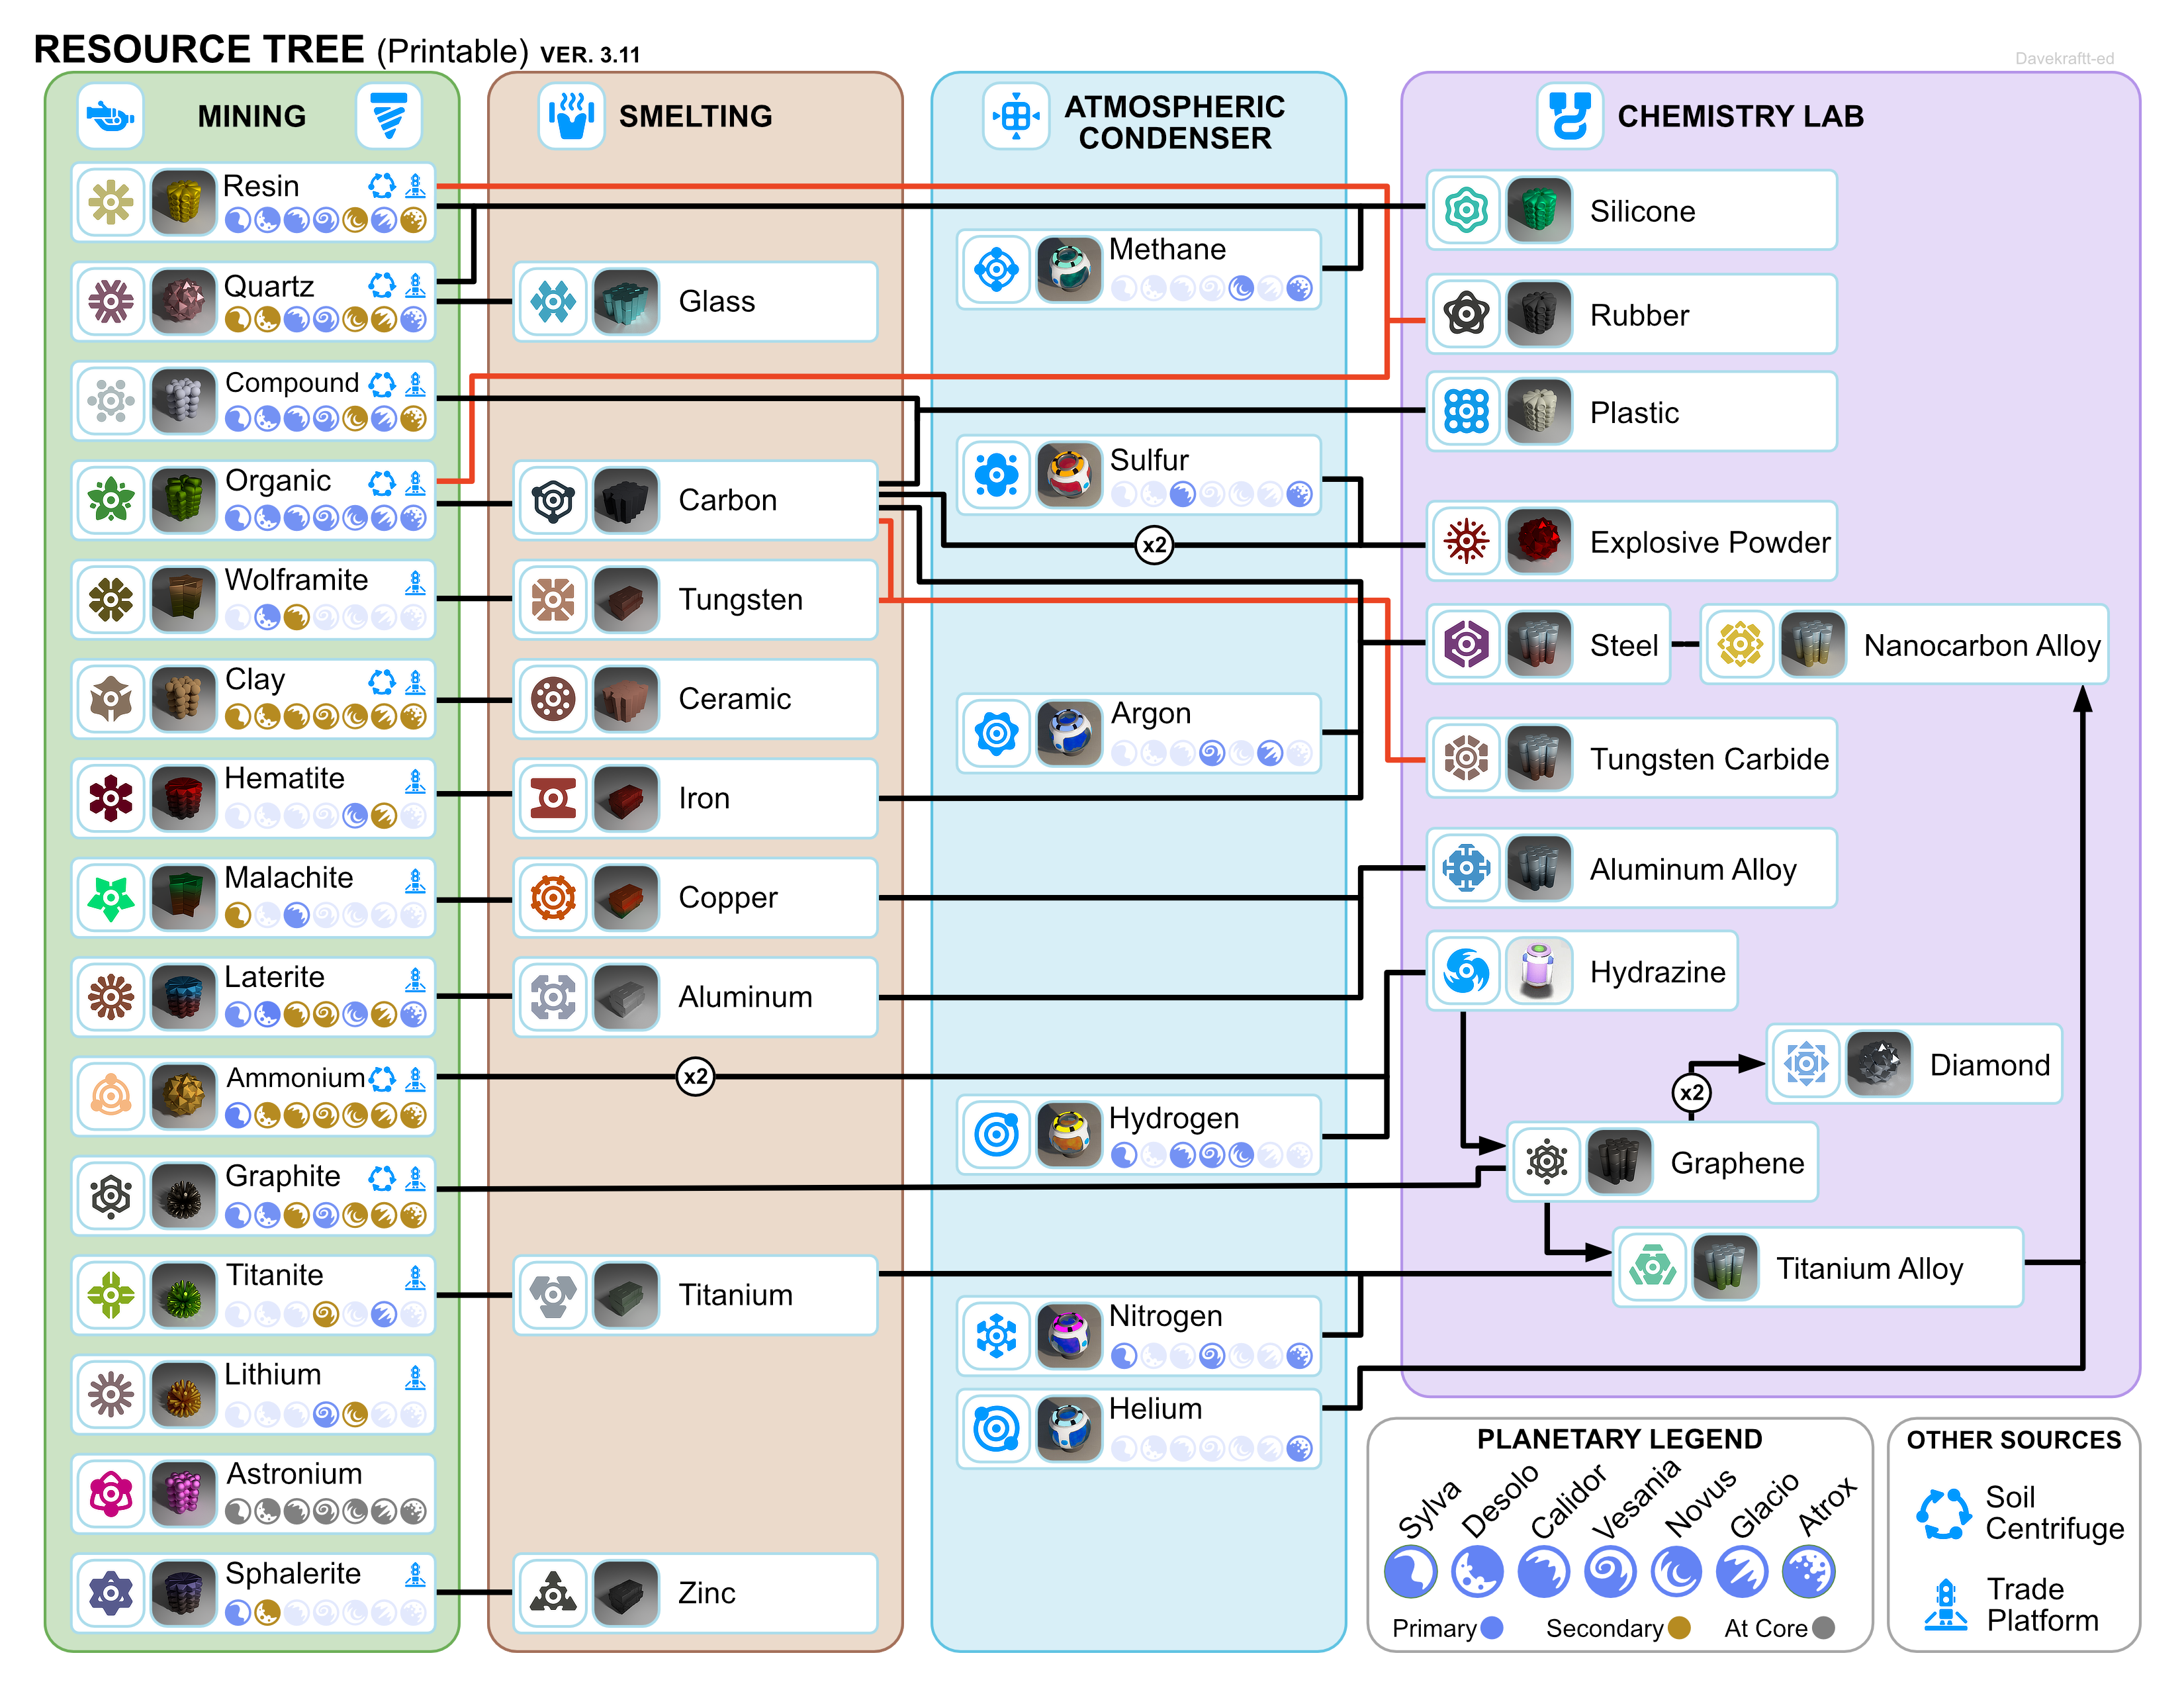 RESOURCE TREE (Printable) VER. 3.11
Davekraftt-ed
MINING
Resin
Quartz
Compound
Organic
Wolframite
Clay
Hematite
Malachite
Laterite
Ammonium
Graphite
Titanite
Lithium
Astronium
Sphalerite
SMELTING
Glass
Carbon
Tungsten
Ceramic
Iron
Copper
Aluminum
x2
Titanium
Zinc
ATMOSPHERIC
CONDENSER
Methane
Sulfur
x2
Argon
Hydrogen
Nitrogen
Helium
CHEMISTRY LAB
Silicone
Rubber
Plastic
Explosive Powder
Steel
Nanocarbon Alloy
Tungsten Carbide
Aluminum Alloy
Hydrazine
Diamond
x2
Graphene
Titanium Alloy
PLANETARY LEGEND
Sylva
Desolo
Calidor
Vesania
Novus
Glacio
Atrox
Primary
Secondary
At Core
OTHER SOURCES
Soil
Centrifuge
Trade
Platform